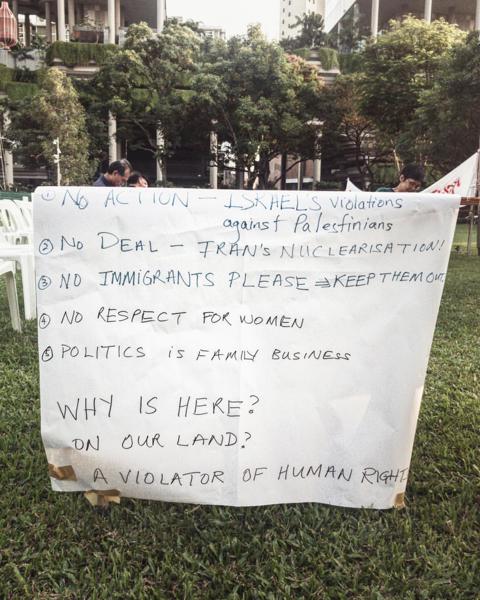 ① NO ACTION – ISRAEL'S violations
against Palestinians
② NO DEAL – IRAN'S NUCLEARISATION!
③ NO IMMIGRANTS PLEASE ⇒ KEEP THEM OUT
④ NO RESPECT FOR WOMEN
⑤ POLITICS is FAMILY BUSINESS
WHY IS HERE?
ON OUR LAND?
A VIOLATOR OF HUMAN RIGHT